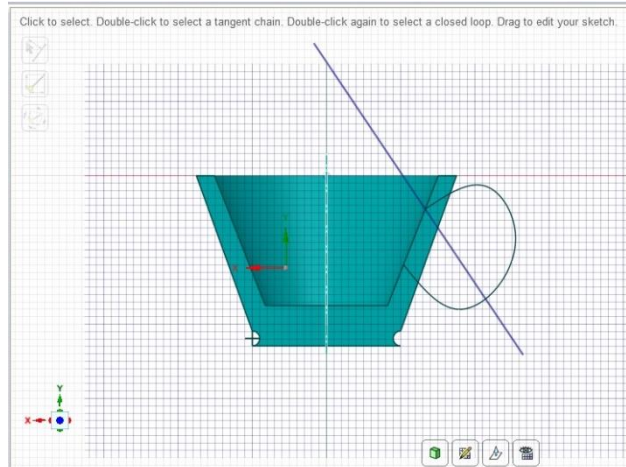 Click to select. Double-click to select a tangent chain. Double-click again to select a closed loop. Drag to edit your sketch.
Y
X